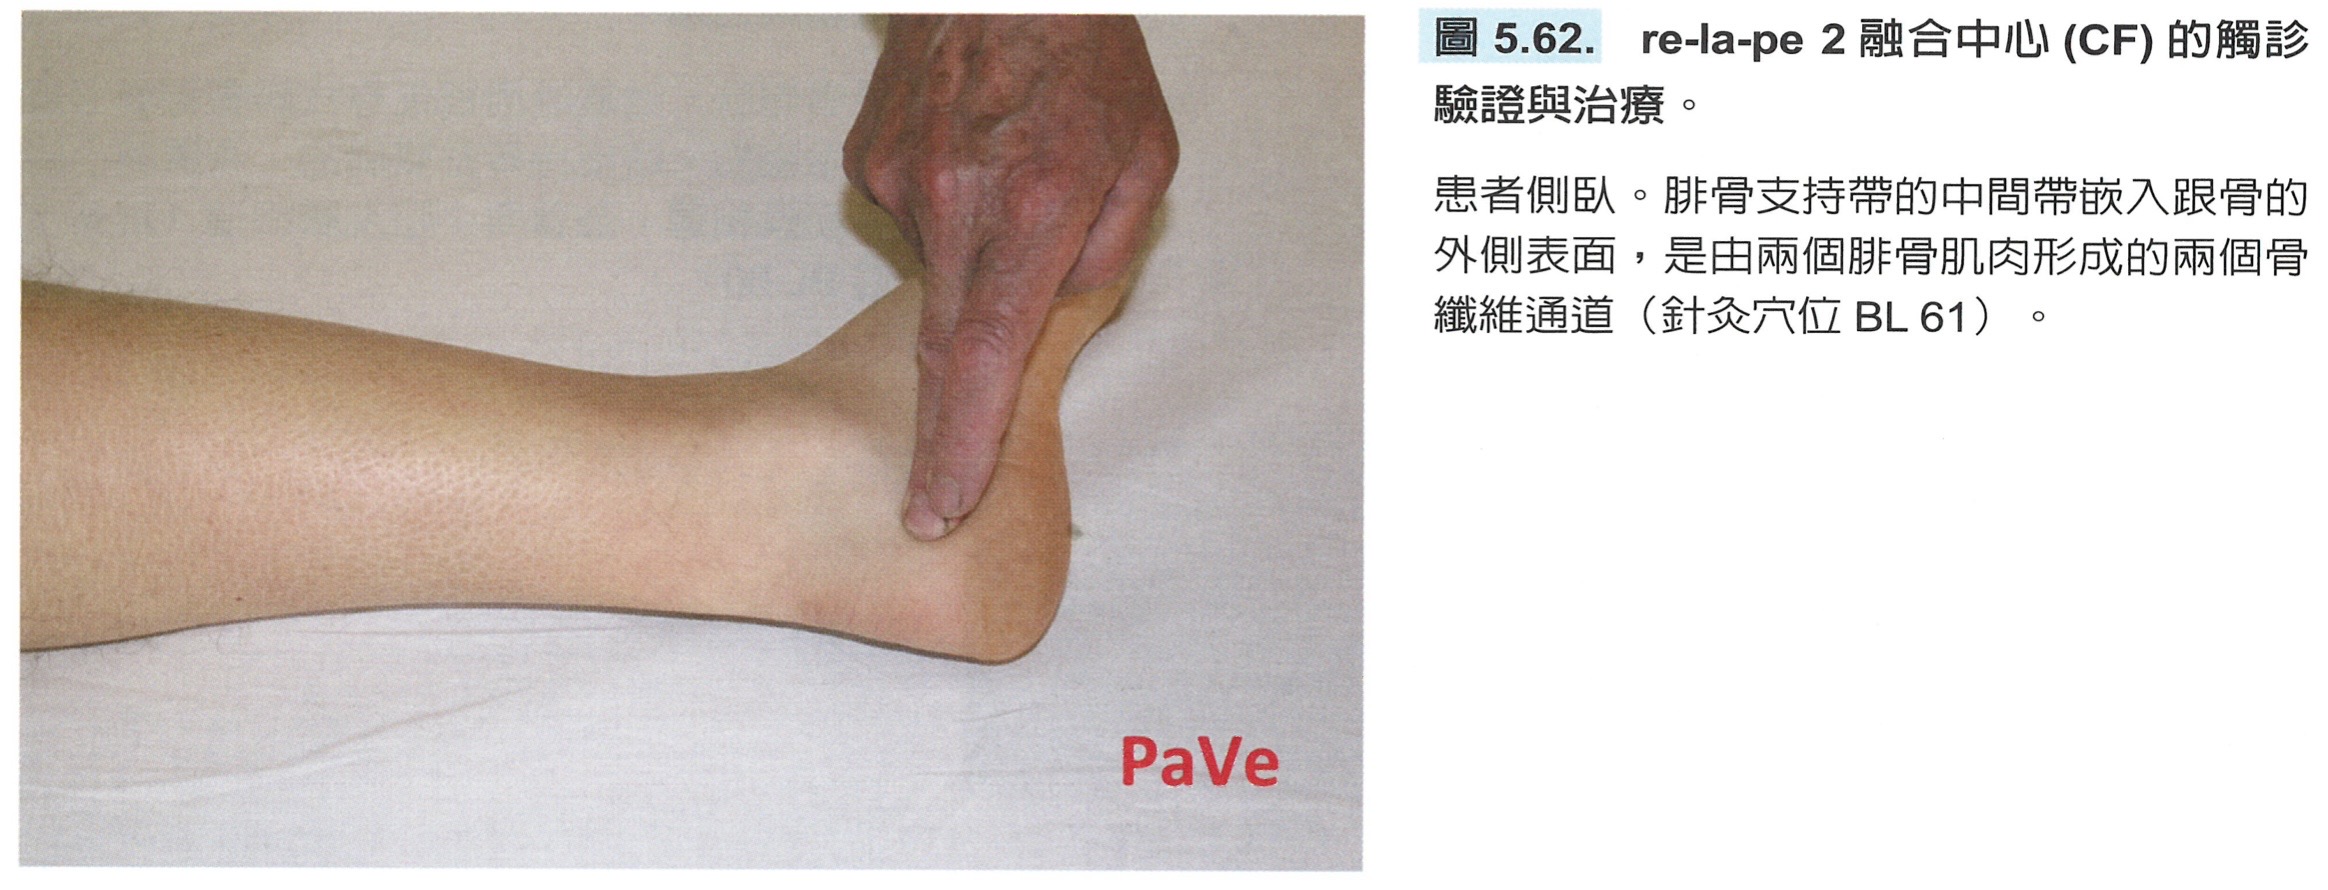 圖 5.62. re-la-pe 2 融合中心 (CF) 的觸診
驗證與治療。
患者側臥。腓骨支持帶的中間帶嵌入跟骨的
外側表面，是由兩個腓骨肌肉形成的兩個骨
纖維通道（針灸穴位 BL 61）。
PaVe